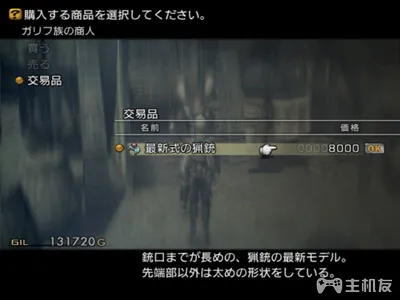 購入する商品を選択してください。
ガリフ族の商人
買う
売る
交易品
交易品
名前 価格
最新式の猟銃 00008000 OK
GIL 131720G
銃口までが長めの、猟銃の最新モデル。
先端部以外は太めの形状をしている。
主机友